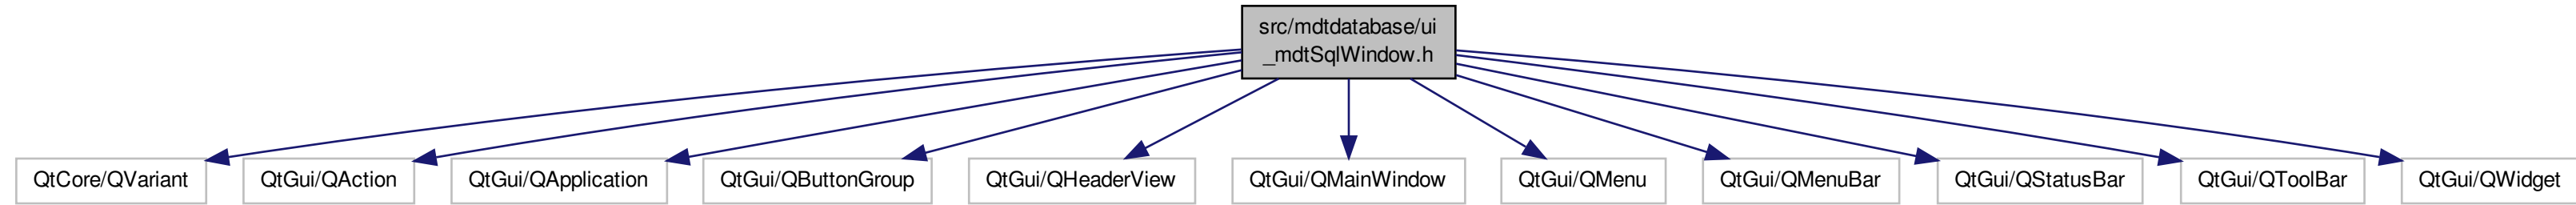 src/mdtdatabase/ui
_mdtSqlWindow.h
QtCore/QVariant
QtGui/QAction
QtGui/QApplication
QtGui/QButtonGroup
QtGui/QHeaderView
QtGui/QMainWindow
QtGui/QMenu
QtGui/QMenuBar
QtGui/QStatusBar
QtGui/QToolBar
QtGui/QWidget